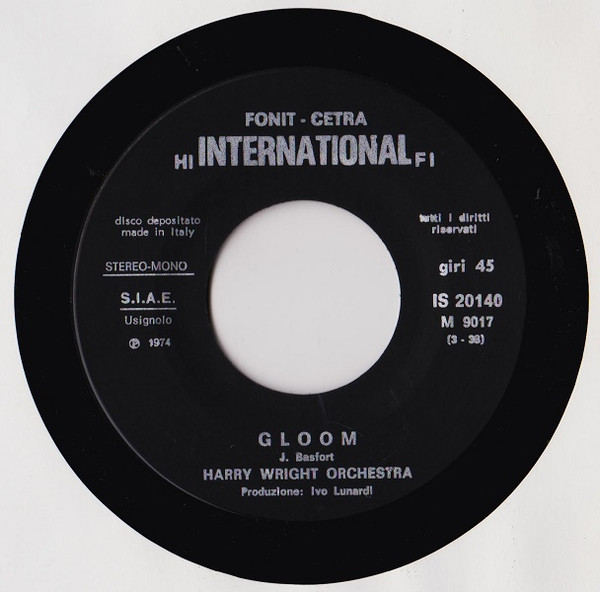 FONIT - CETRA
HI INTERNATIONAL FI
disco depositato
made in Italy
STEREO-MONO
S.I.A.E.
Usignolo
℗ 1974
tutti i diritti
riservati
giri 45
IS 20140
M 9017
(3 - 38)
GLOOM
J. Basfort
HARRY WRIGHT ORCHESTRA
Produzione: Ivo Lunardi